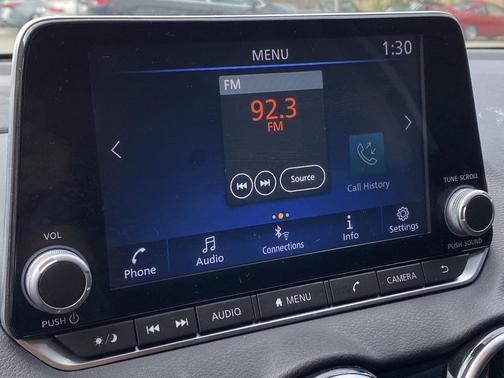 MENU
1:30
FM
92.3
FM
Source
Call History
Phone
Audio
Connections
Info
Settings
VOL
PUSH
TUNE·SCROLL
PUSH SOUND
AUDIO
MENU
CAMERA